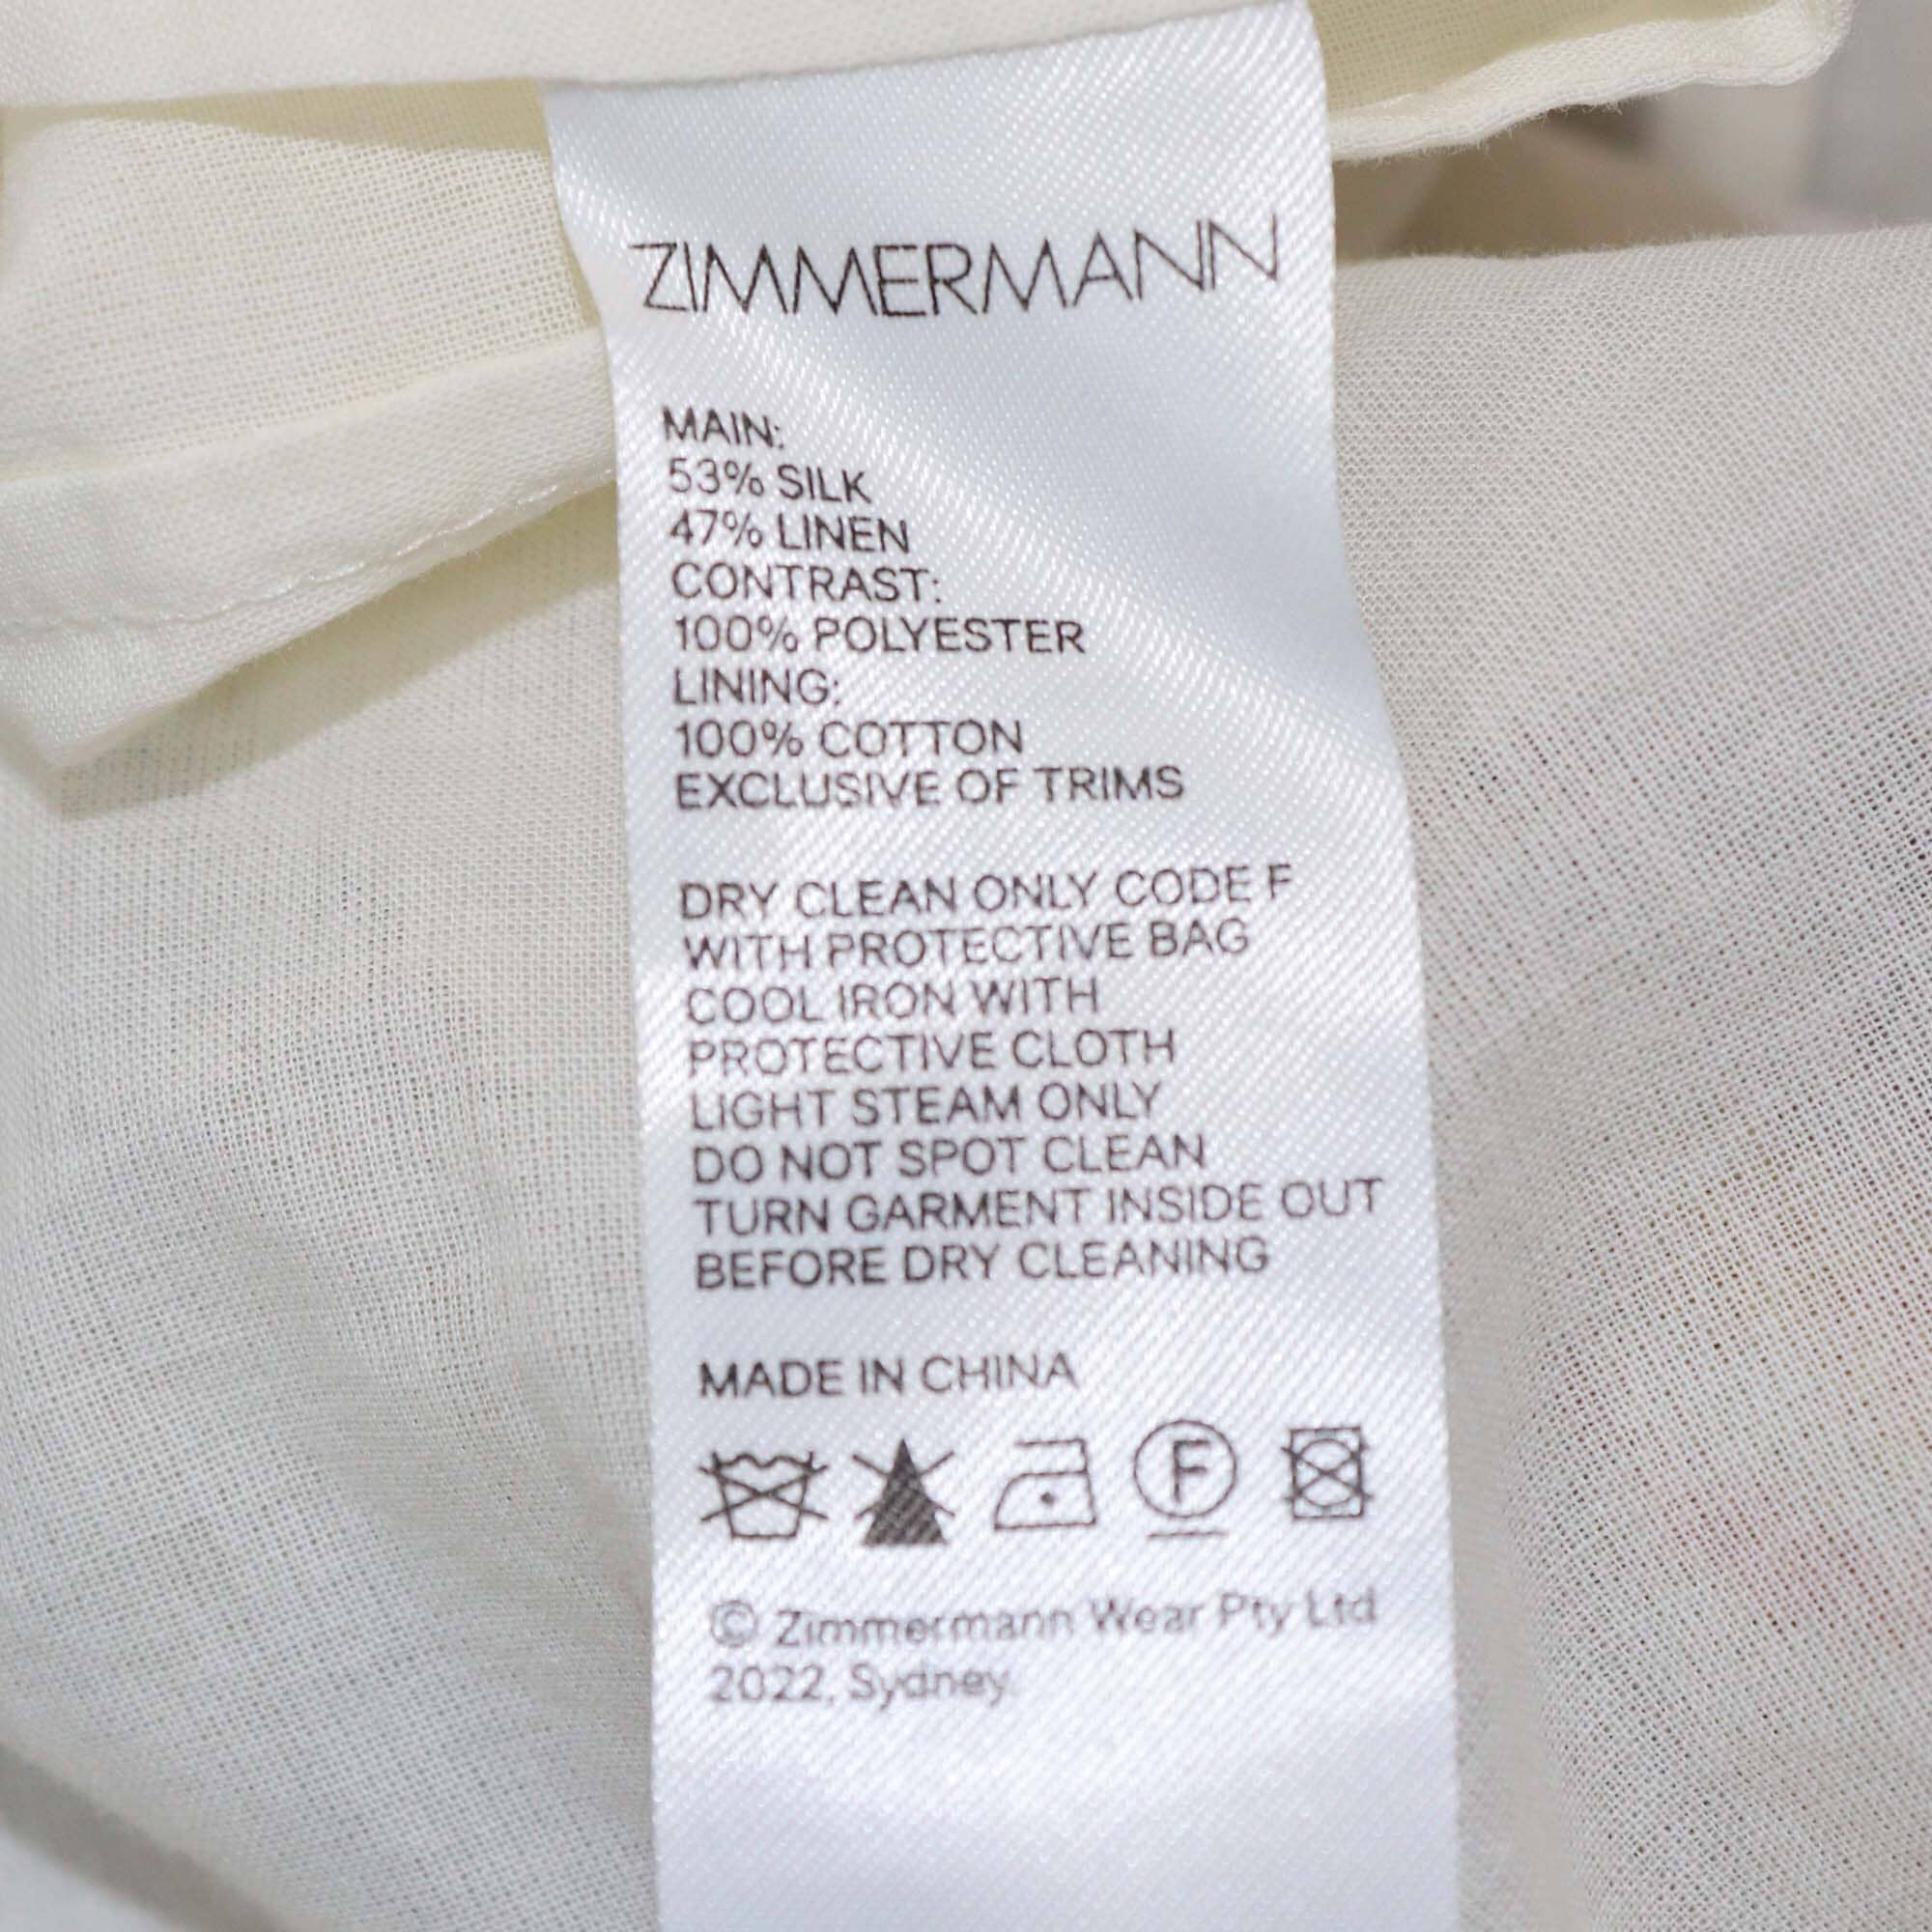 ZIMMERMANN
MAIN:
53% SILK
47% LINEN
CONTRAST:
100% POLYESTER
LINING:
100% COTTON
EXCLUSIVE OF TRIMS
DRY CLEAN ONLY CODE F
WITH PROTECTIVE BAG
COOL IRON WITH
PROTECTIVE CLOTH
LIGHT STEAM ONLY
DO NOT SPOT CLEAN
TURN GARMENT INSIDE OUT
BEFORE DRY CLEANING
MADE IN CHINA
F
© Zimmermann Wear Pty Ltd
2022, Sydney.